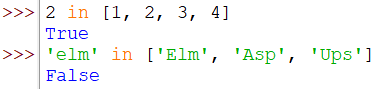 >>> 2 in [1, 2, 3, 4]
True
>>> 'elm' in ['Elm', 'Asp', 'Ups']
False